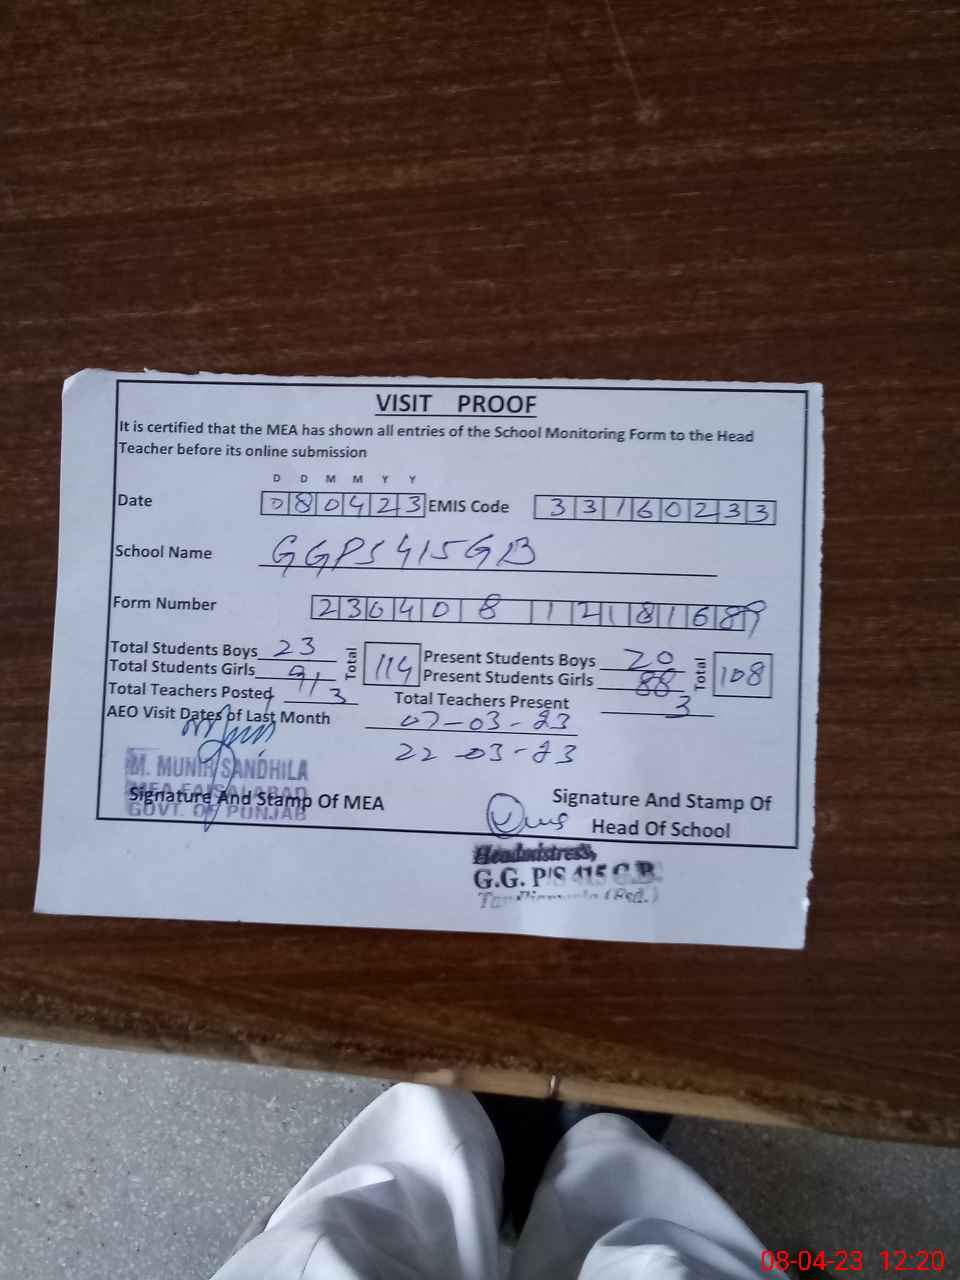 VISIT PROOF
It is certified that the MEA has shown all entries of the School Monitoring Form to the Head
Teacher before its online submission
D D M M Y Y
Date 080423 EMIS Code 33160233
School Name GGPS 415 GB
Form Number 230408
Total Students Boys 23 Total 114 Present Students Boys 20 Total 108
Total Students Girls 91 Present Students Girls 88
Total Teachers Posted 3 Total Teachers Present 3
AEO Visit Dates of Last Month 07-03-23
22-03-23
M. MUNIR SANDHILA
MEA FAISALABAD
GOVT. OF PUNJAB
Signature And Stamp Of MEA
Signature And Stamp Of
Head Of School
Headmistress,
G.G. P/S 415 G.B.
08-04-23 12:20